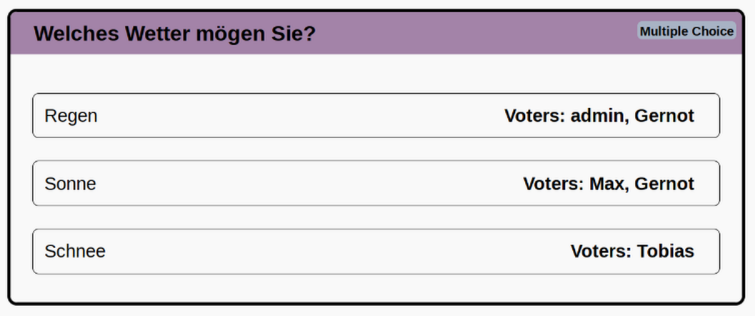 Welches Wetter mögen Sie? Multiple Choice
Regen Voters: admin, Gernot
Sonne Voters: Max, Gernot
Schnee Voters: Tobias